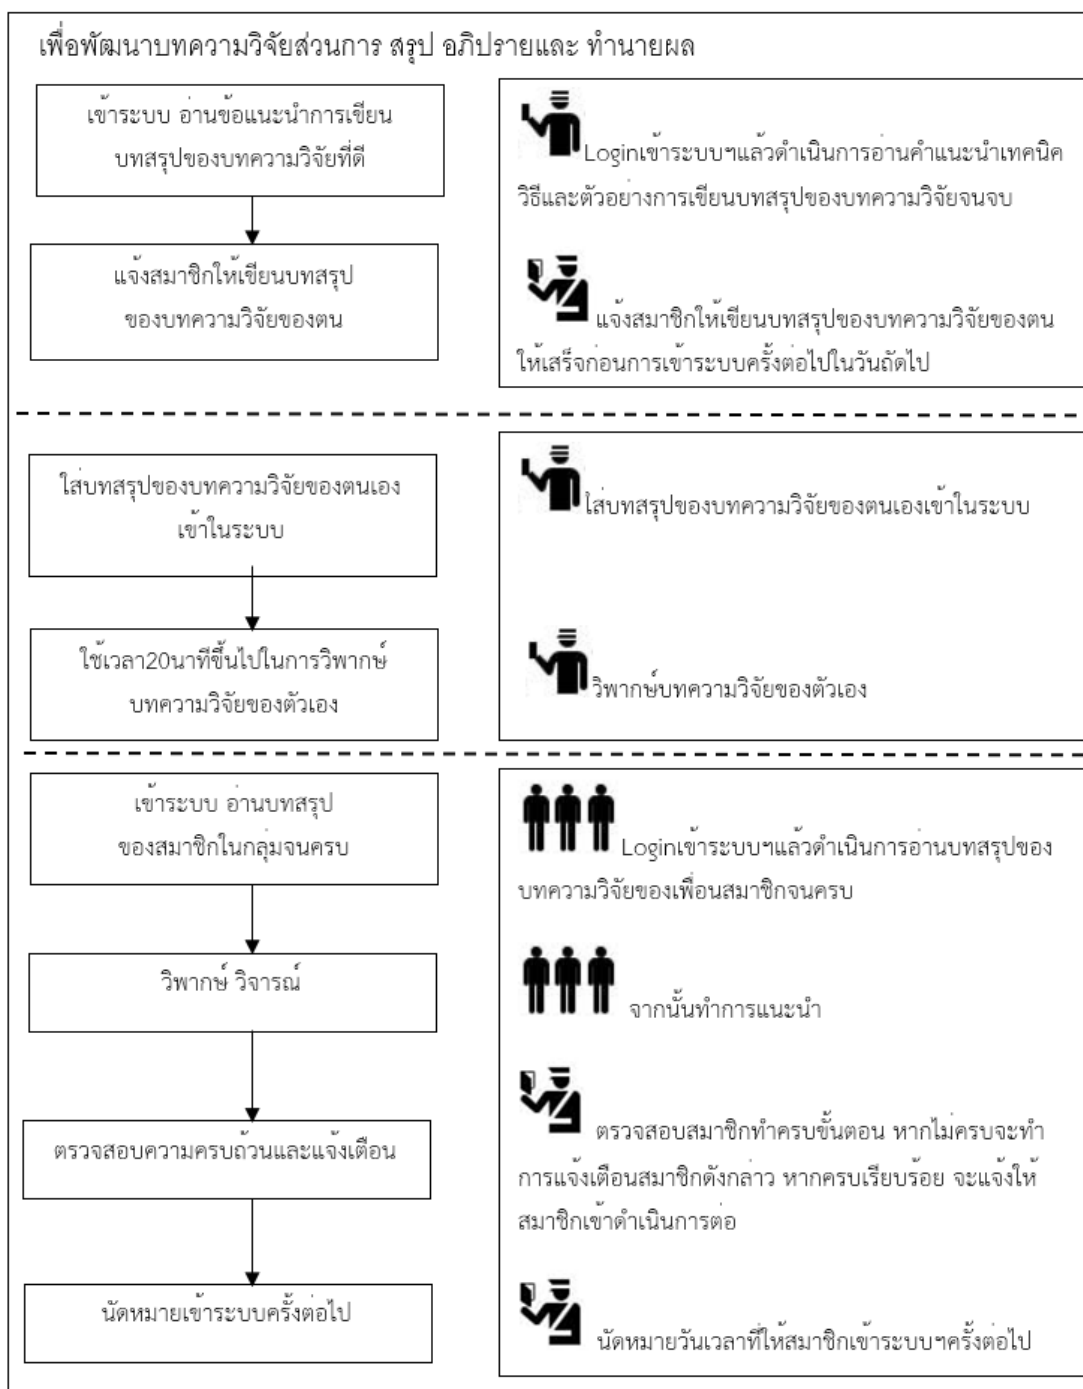 เพื่อพัฒนาบทความวิจัยส่วนการ สรุป อภิปรายและ ทำนายผล
เข้าระบบ อ่านข้อแนะนำการเขียน
บทสรุปของบทความวิจัยที่ดี
Loginเข้าระบบฯแล้วดำเนินการอ่านคำแนะนำเทคนิค
วิธีและตัวอย่างการเขียนบทสรุปของบทความวิจัยจนจบ
แจ้งสมาชิกให้เขียนบทสรุป
ของบทความวิจัยของตน
แจ้งสมาชิกให้เขียนบทสรุปของบทความวิจัยของตน
ให้เสร็จก่อนการเข้าระบบครั้งต่อไปในวันถัดไป
ใส่บทสรุปของบทความวิจัยของตนเอง
เข้าในระบบ
ใส่บทสรุปของบทความวิจัยของตนเองเข้าในระบบ
ใช้เวลา20นาทีขึ้นไปในการวิพากษ์
บทความวิจัยของตัวเอง
วิพากษ์บทความวิจัยของตัวเอง
เข้าระบบ อ่านบทสรุป
ของสมาชิกในกลุ่มจนครบ
Loginเข้าระบบฯแล้วดำเนินการอ่านบทสรุปของ
บทความวิจัยของเพื่อนสมาชิกจนครบ
วิพากษ์ วิจารณ์
จากนั้นทำการแนะนำ
ตรวจสอบความครบถ้วนและแจ้งเตือน
ตรวจสอบสมาชิกทำครบขั้นตอน หากไม่ครบจะทำ
การแจ้งเตือนสมาชิกดังกล่าว หากครบเรียบร้อย จะแจ้งให้
สมาชิกเข้าดำเนินการต่อ
นัดหมายเข้าระบบครั้งต่อไป
นัดหมายวันเวลาที่ให้สมาชิกเข้าระบบฯครั้งต่อไป